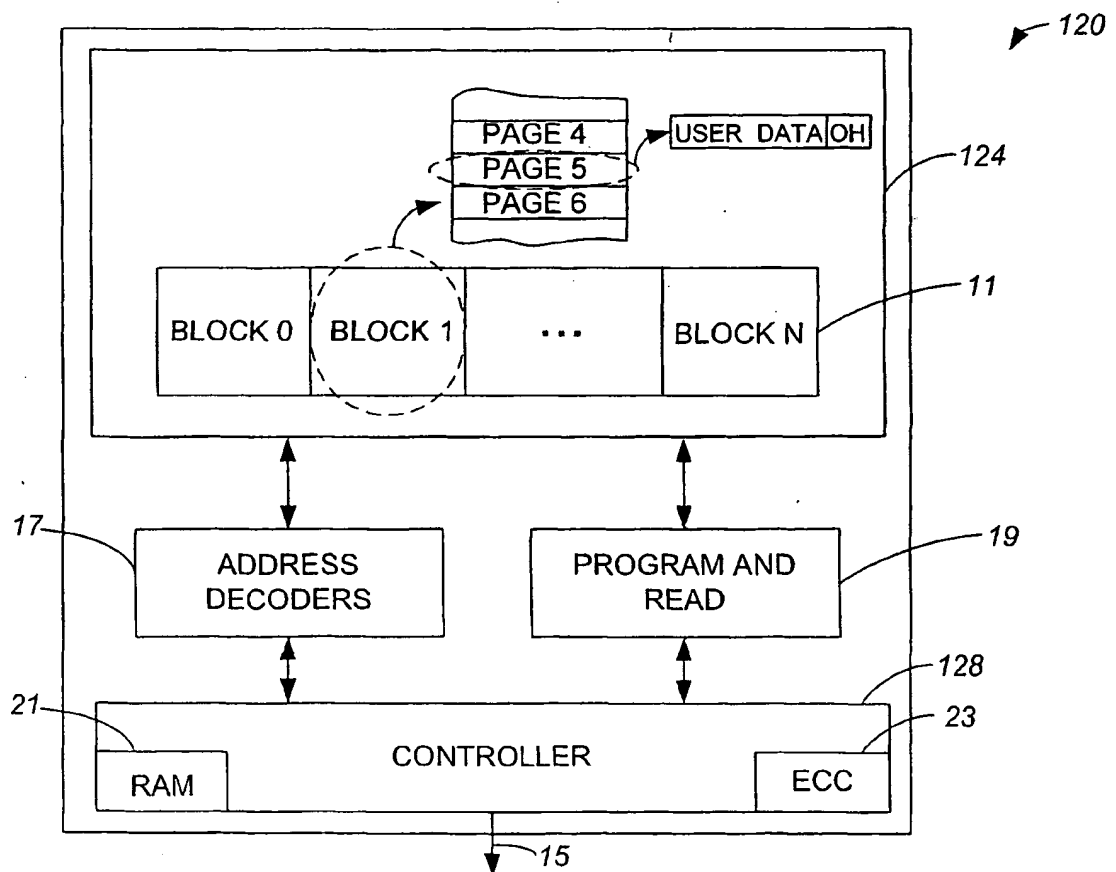 120
PAGE 4
USER DATA OH
PAGE 5
124
PAGE 6
11
BLOCK 0
BLOCK 1
...
BLOCK N
17
19
ADDRESS
DECODERS
PROGRAM AND
READ
128
21
23
CONTROLLER
RAM
ECC
15